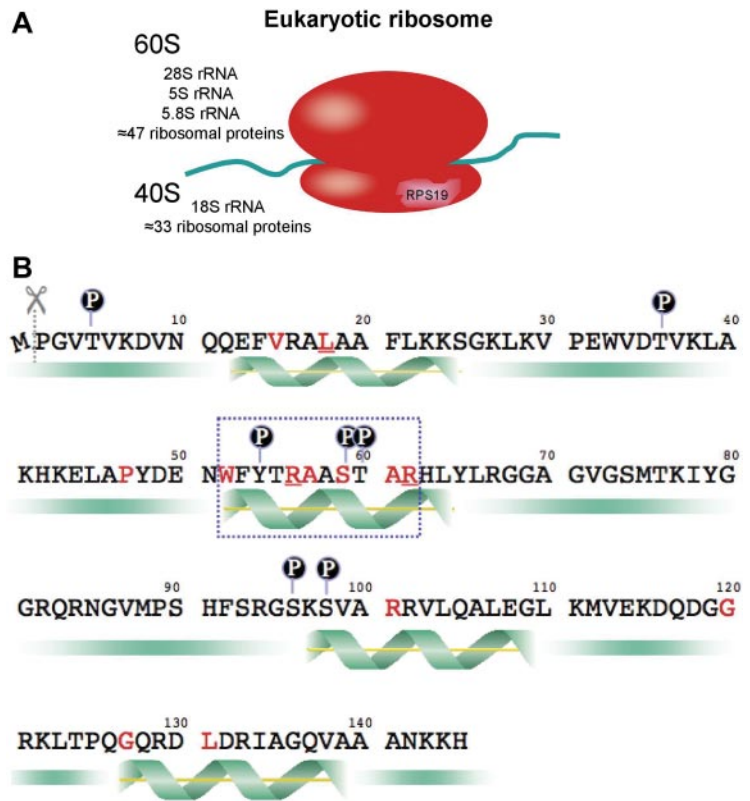 A
Eukaryotic ribosome
60S
28S rRNA
5S rRNA
5.8S rRNA
≈47 ribosomal proteins
40S
18S rRNA
≈33 ribosomal proteins
RPS19
B
P P
10 20 30 40
MPGVTVKDVN QQEFVRALAA FLKKSGKLKV PEWVDTVKLA
P P P
50 60 70 80
KHKELAPYDE NWFYTRAAST ARHLYLRGGA GVGSMTKIYG
P P
90 100 110 120
GRQRNGVMPS HFSRGSKSVA RRVLQALEGL KMVEKDQDGG
130 140
RKLTPQGQRD LDRIAGQVAA ANKKH